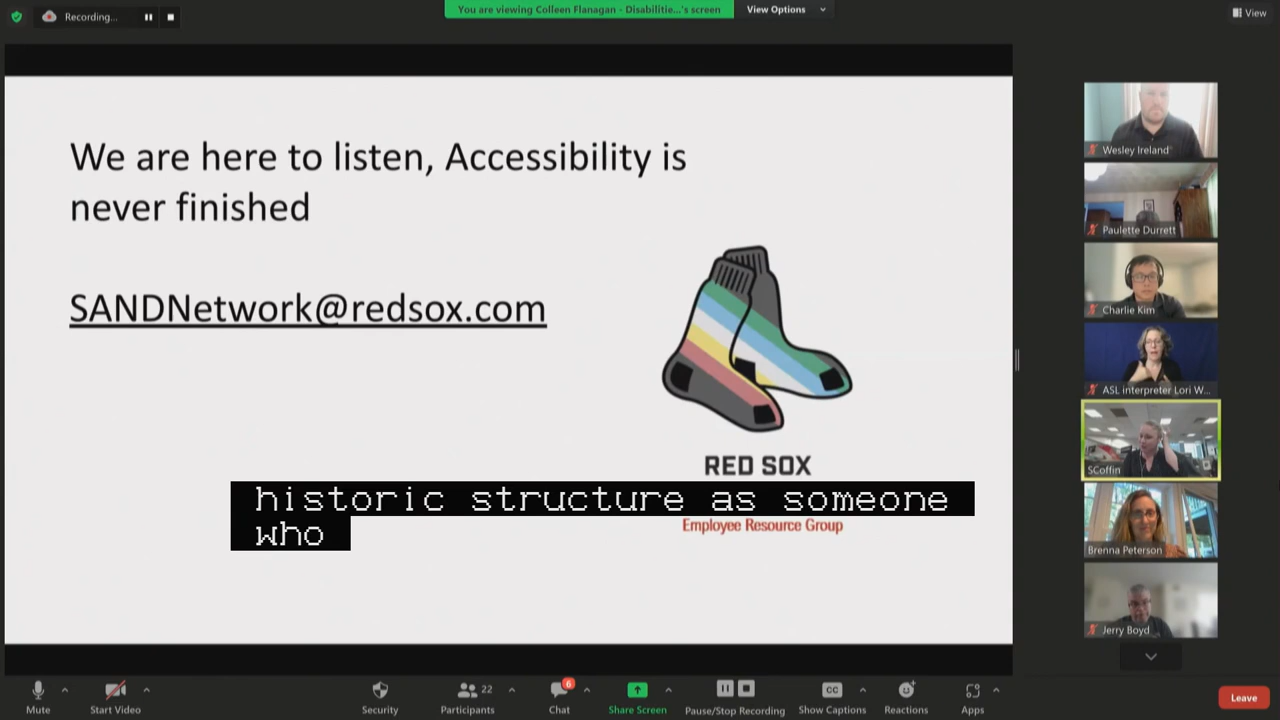 Recording...
You are viewing Colleen Flanagan - Disabilitie...'s screen
View Options
View
We are here to listen, Accessibility is
never finished
SANDNetwork@redsox.com
RED SOX
historic structure as someone
who
Employee Resource Group
Wesley Ireland
Paulette Durrett
Charlie Kim
ASL interpreter Lori W...
SCoffin
Brenna Peterson
Jerry Boyd
Mute
Start Video
Security
22
Participants
6
Chat
Share Screen
Pause/Stop Recording
CC
Show Captions
Reactions
Apps
Leave